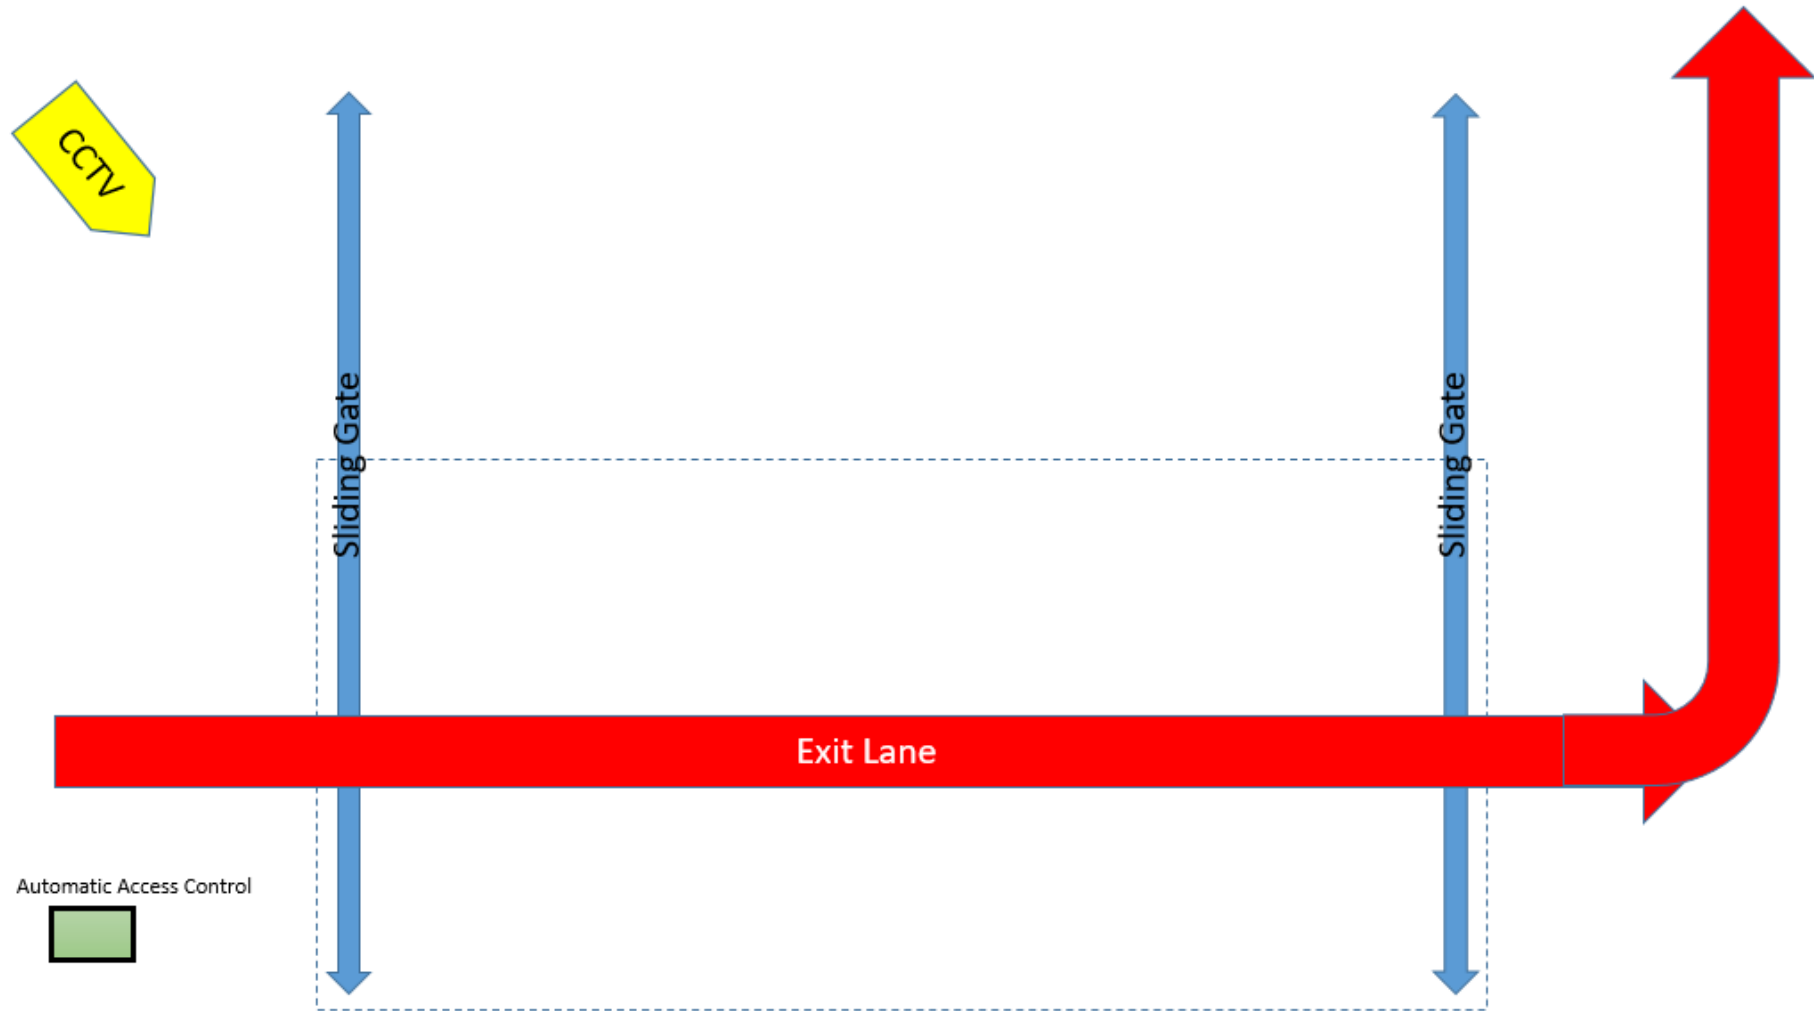 CCTV
Sliding Gate
Sliding Gate
Exit Lane
Automatic Access Control